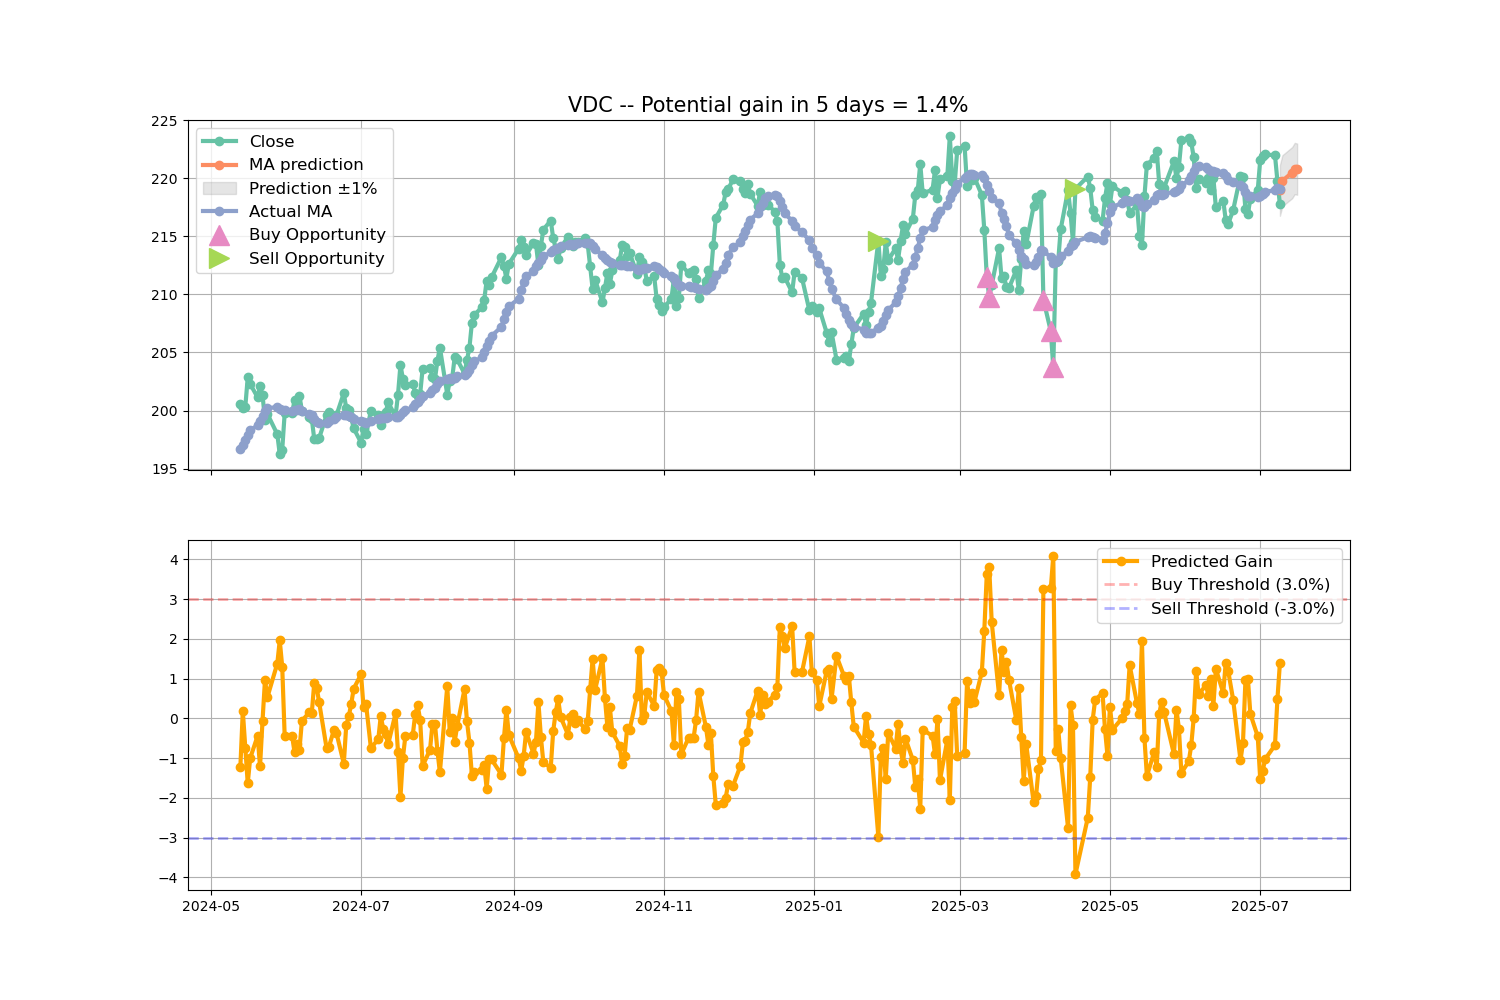 VDC -- Potential gain in 5 days = 1.4%
225
220
215
210
205
200
195
Close
MA prediction
Prediction ±1%
Actual MA
Buy Opportunity
Sell Opportunity
4
3
2
1
0
−1
−2
−3
−4
Predicted Gain
Buy Threshold (3.0%)
Sell Threshold (-3.0%)
2024-05
2024-07
2024-09
2024-11
2025-01
2025-03
2025-05
2025-07